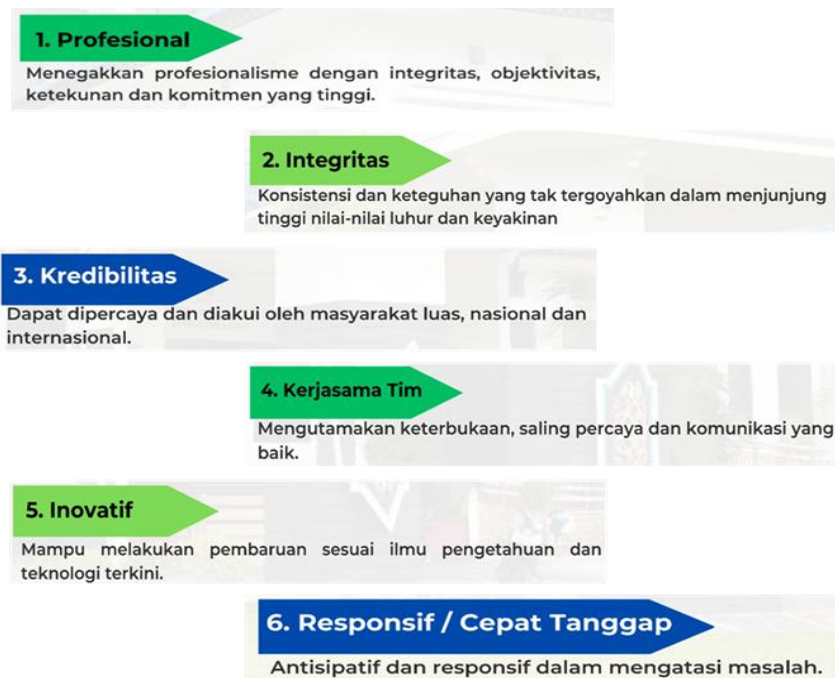 1. Profesional
Menegakkan profesionalisme dengan integritas, objektivitas,
ketekunan dan komitmen yang tinggi.
2. Integritas
Konsistensi dan keteguhan yang tak tergoyahkan dalam menjunjung
tinggi nilai-nilai luhur dan keyakinan
3. Kredibilitas
Dapat dipercaya dan diakui oleh masyarakat luas, nasional dan
internasional.
4. Kerjasama Tim
Mengutamakan keterbukaan, saling percaya dan komunikasi yang
baik.
5. Inovatif
Mampu melakukan pembaruan sesuai ilmu pengetahuan dan
teknologi terkini.
6. Responsif / Cepat Tanggap
Antisipatif dan responsif dalam mengatasi masalah.